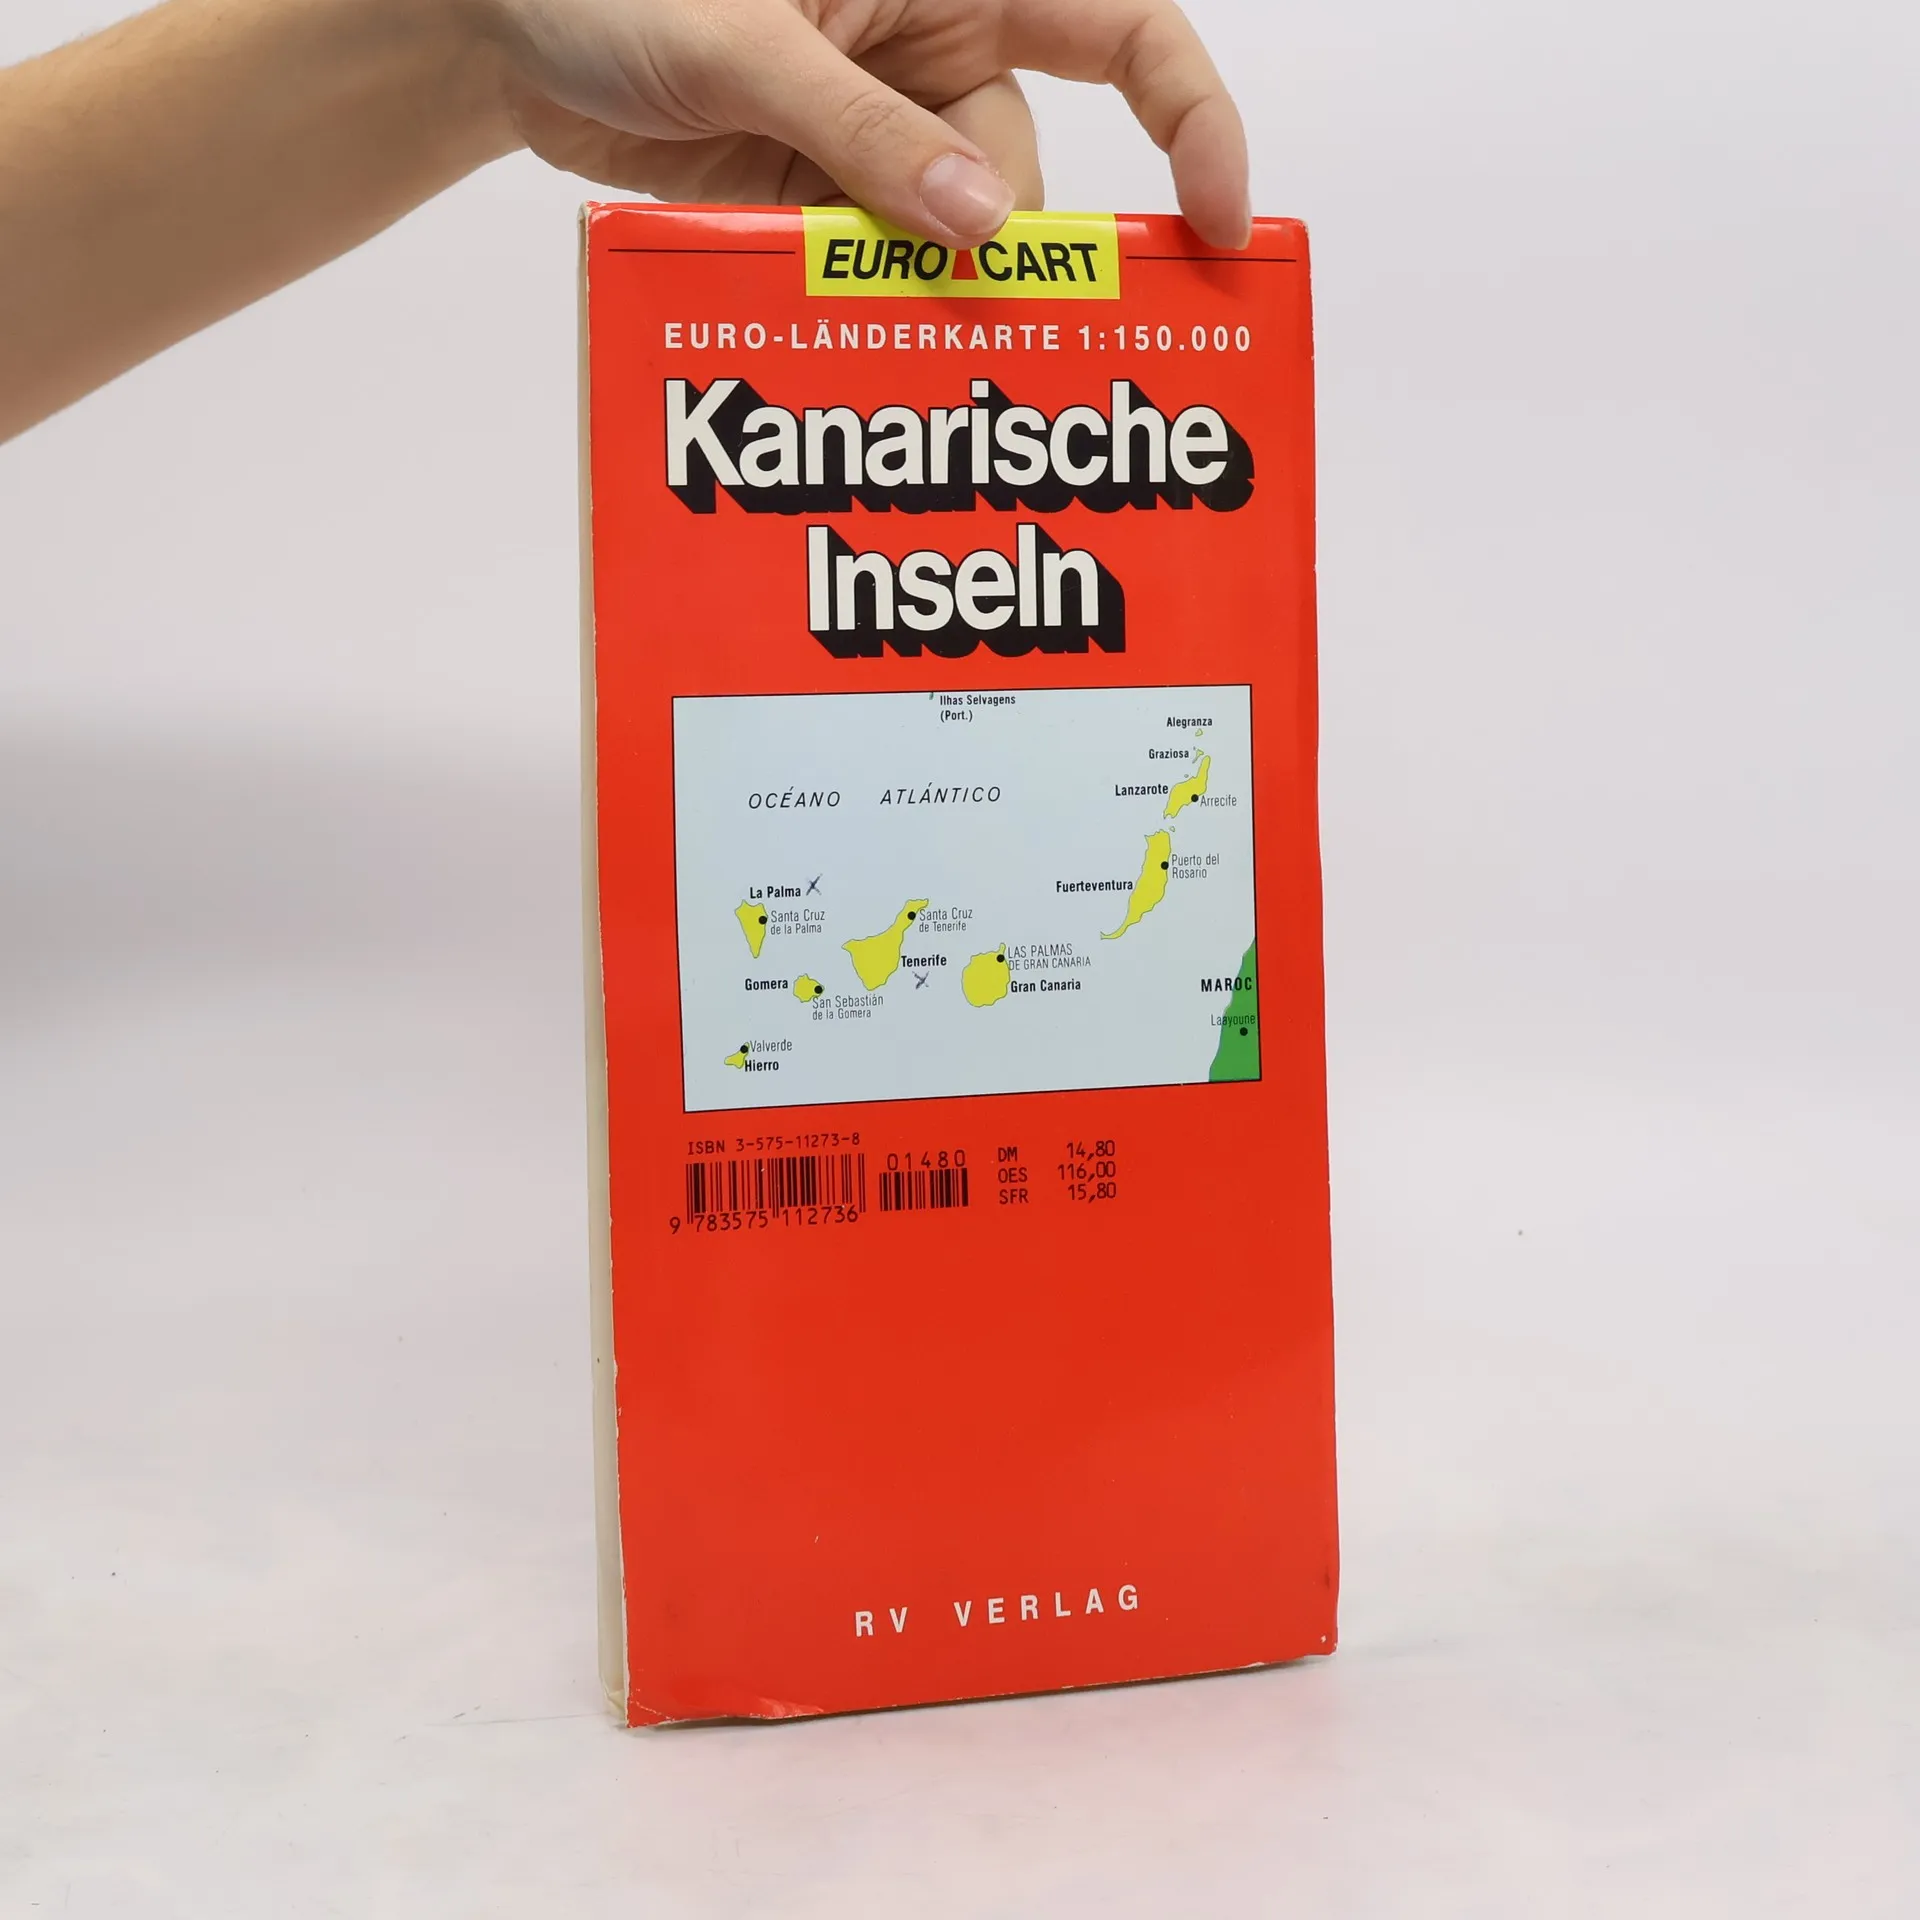 EURO CART
EURO-LÄNDERKARTE 1:150.000
Kanarische
Inseln
Ilhas Selvagens
(Port.)
Alegranza
Graziosa
Lanzarote
Arrecife
OCÉANO ATLÁNTICO
Puerto del
Rosario
Fuerteventura
La Palma
Santa Cruz
de la Palma
Santa Cruz
de Tenerife
Tenerife
LAS PALMAS
DE GRAN CANARIA
Gran Canaria
Gomera
San Sebastián
de la Gomera
MAROC
Laayoune
Valverde
Hierro
ISBN 3-575-11273-8
9 783575 112736
01480
DM 14,80
OES 116,00
SFR 15,80
RV VERLAG